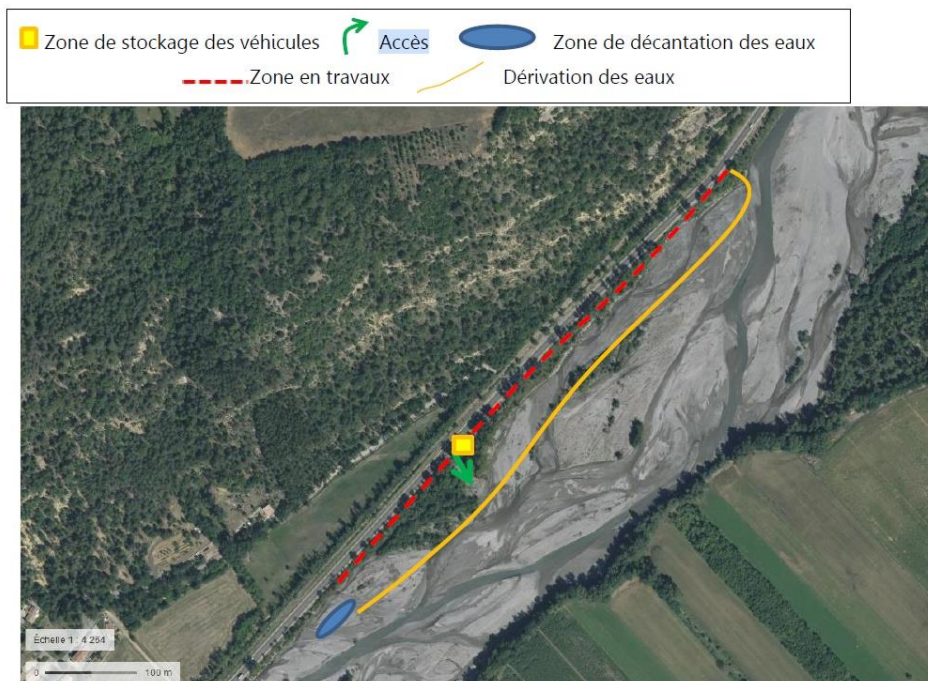 Zone de stockage des véhicules Accès Zone de décantation des eaux
Zone en travaux Dérivation des eaux
Échelle 1 : 4 264
0 100 m